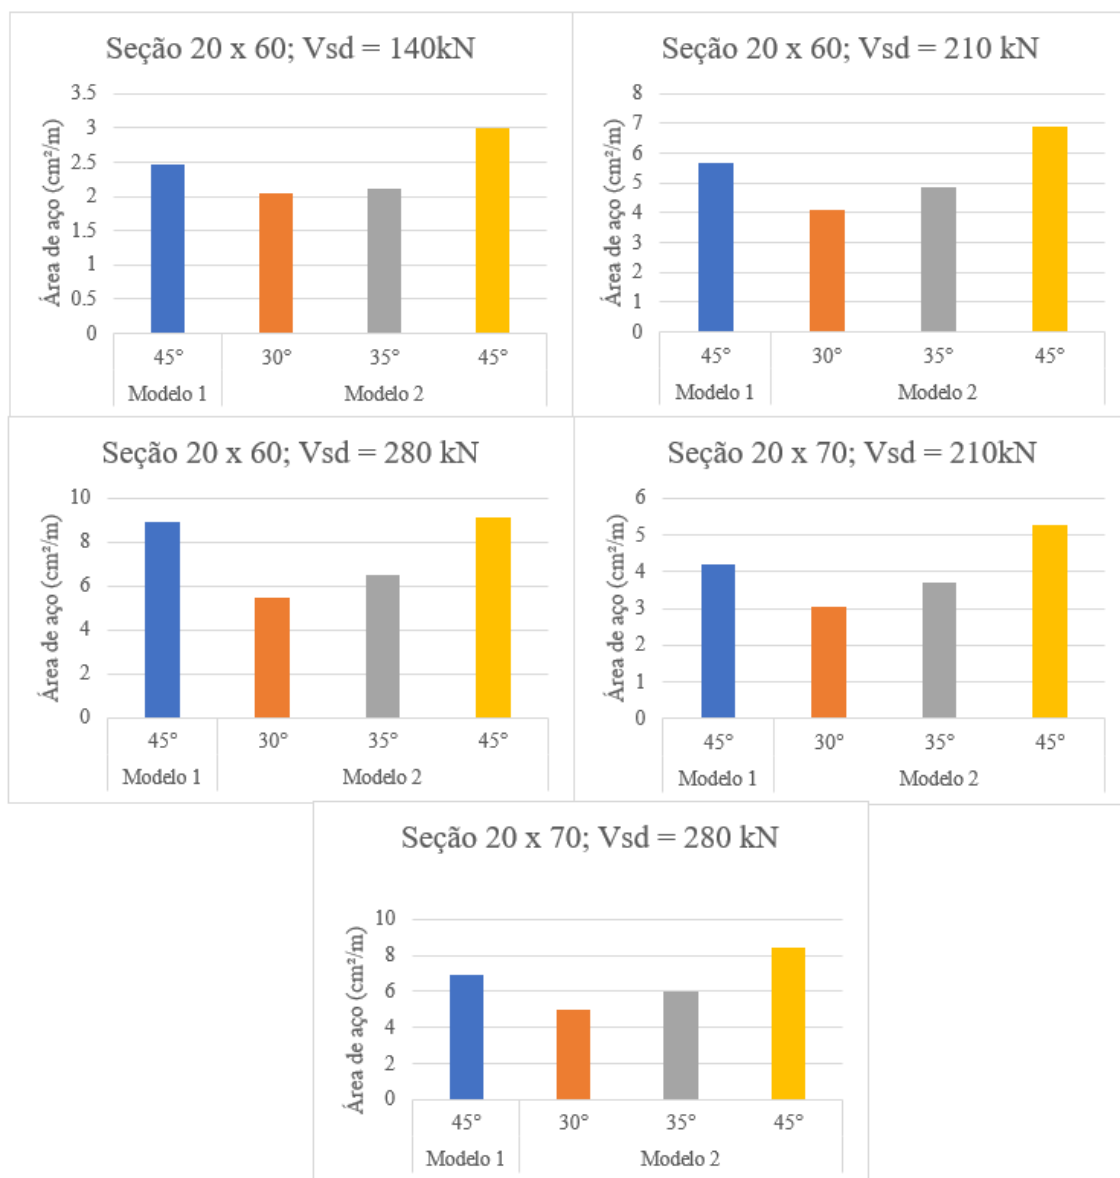 Seção 20 x 60; Vsd = 140kN
Área de aço (cm²/m)
3.5
3
2.5
2
1.5
1
0.5
0
45°
30°
35°
45°
Modelo 1
Modelo 2
Seção 20 x 60; Vsd = 210 kN
Área de aço (cm²/m)
8
7
6
5
4
3
2
1
0
45°
30°
35°
45°
Modelo 1
Modelo 2
Seção 20 x 60; Vsd = 280 kN
Área de aço (cm²/m)
10
8
6
4
2
0
45°
30°
35°
45°
Modelo 1
Modelo 2
Seção 20 x 70; Vsd = 210kN
Área de aço (cm²/m)
6
5
4
3
2
1
0
45°
30°
35°
45°
Modelo 1
Modelo 2
Seção 20 x 70; Vsd = 280 kN
Área de aço (cm²/m)
10
8
6
4
2
0
45°
30°
35°
45°
Modelo 1
Modelo 2